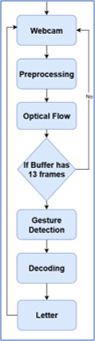 Webcam
Preprocessing
Optical Flow
If Buffer has
13 frames
No
Gesture
Detection
Decoding
Letter